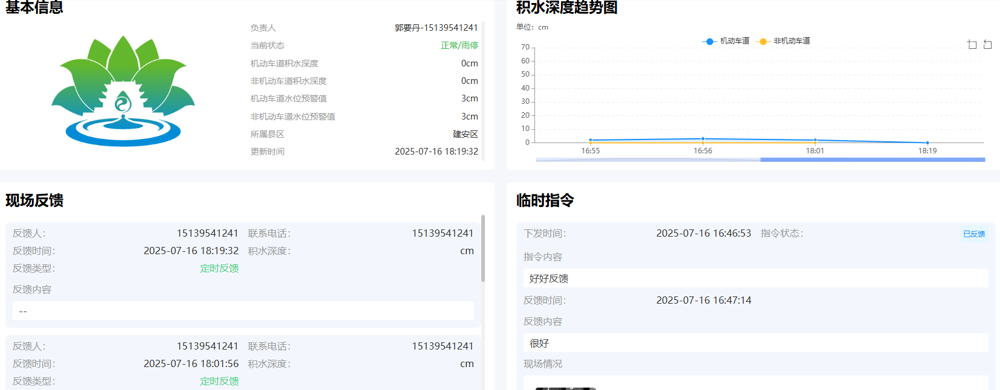 基本信息
负责人 郭要丹-15139541241
当前状态 正常/雨停
机动车道积水深度 0cm
非机动车道积水深度 0cm
机动车道水位预警值 3cm
非机动车道水位预警值 3cm
所属县区 建安区
更新时间 2025-07-16 18:19:32
积水深度趋势图
单位：cm
机动车道 非机动车道
70
60
50
40
30
20
10
0
16:55 16:56 18:01 18:19
现场反馈
反馈人： 15139541241 联系电话： 15139541241
反馈时间： 2025-07-16 18:19:32 积水深度： cm
反馈类型： 定时反馈
反馈内容
--
反馈人： 15139541241 联系电话： 15139541241
反馈时间： 2025-07-16 18:01:56 积水深度： cm
反馈类型： 定时反馈
临时指令
下发时间： 2025-07-16 16:46:53 指令状态： 已反馈
指令内容
好好反馈
反馈时间： 2025-07-16 16:47:14
反馈内容
很好
现场情况